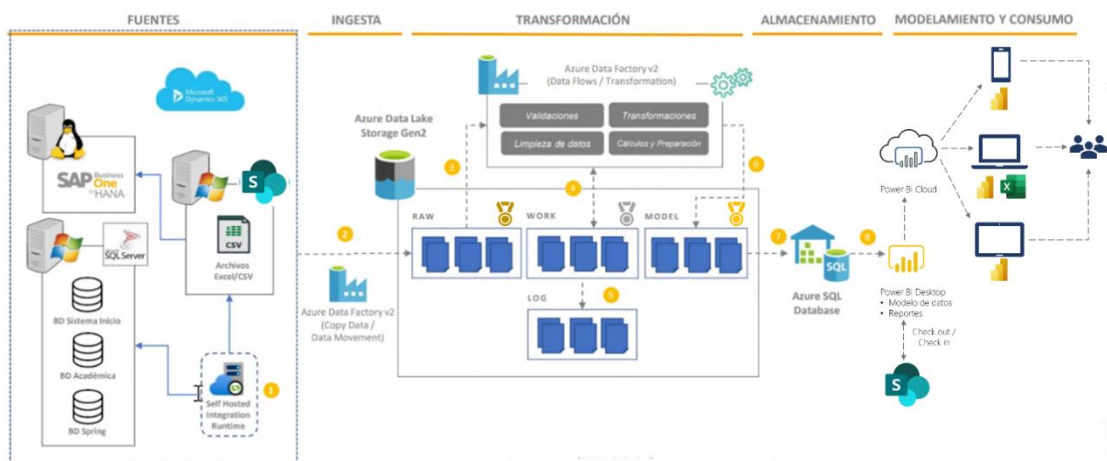 FUENTES
INGESTA
TRANSFORMACIÓN
ALMACENAMIENTO
MODELAMIENTO Y CONSUMO
Microsoft
Dynamics 365
SAP Business
One
by HANA
Microsoft
SQL Server
S
CSV
Archivos
Excel/CSV
BD Sistema Inicio
BD Académica
BD Spring
Self Hosted
Integration
Runtime
1
2
Azure Data Factory v2
(Copy Data /
Data Movement)
Azure Data Lake
Storage Gen2
Azure Data Factory v2
(Data Flows / Transformation)
Validaciones
Transformaciones
Limpieza de datos
Cálculos y Preparación
3
4
6
RAW
WORK
MODEL
5
LOG
7
SQL
Azure SQL
Database
8
Power Bi Cloud
Power Bi Desktop
• Modelo de datos
• Reportes
Check out /
Check in
S